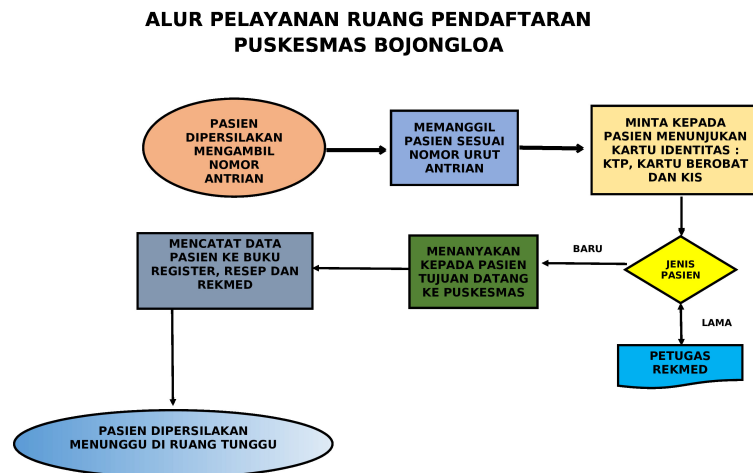 ALUR PELAYANAN RUANG PENDAFTARAN
PUSKESMAS BOJONGLOA
PASIEN
DIPERSILAKAN
MENGAMBIL
NOMOR
ANTRIAN
MEMANGGIL
PASIEN SESUAI
NOMOR URUT
ANTRIAN
MINTA KEPADA
PASIEN MENUNJUKAN
KARTU IDENTITAS :
KTP, KARTU BEROBAT
DAN KIS
JENIS
PASIEN
BARU
LAMA
PETUGAS
REKMED
MENANYAKAN
KEPADA PASIEN
TUJUAN DATANG
KE PUSKESMAS
MENCATAT DATA
PASIEN KE BUKU
REGISTER, RESEP DAN
REKMED
PASIEN DIPERSILAKAN
MENUNGGU DI RUANG TUNGGU